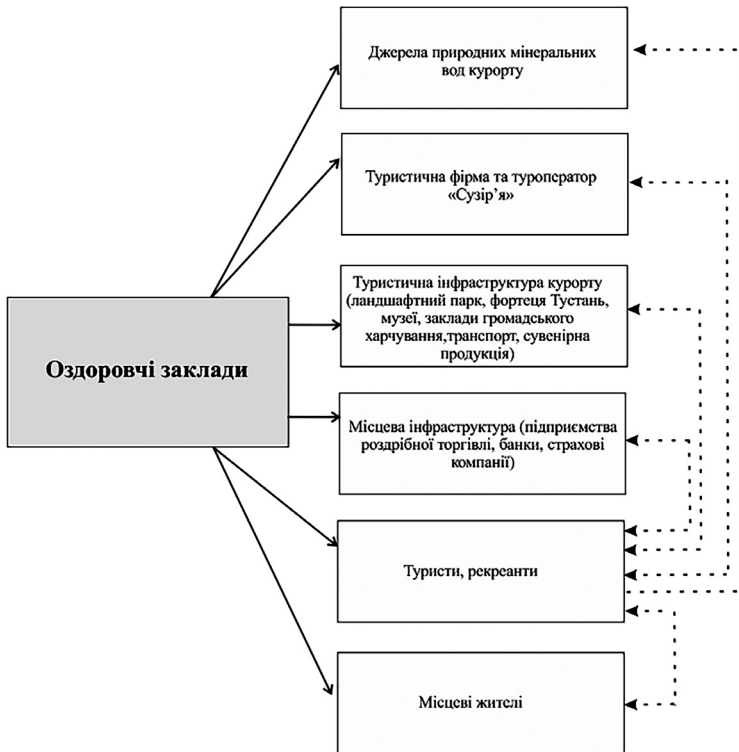 Джерела природних мінеральних
вод курорту
Туристична фірма та туроператор
«Сузір’я»
Туристична інфраструктура курорту
(ландшафтний парк, фортеця Тустань,
музеї, заклади громадського
харчування,транспорт, сувенірна
продукція)
Оздоровчі заклади
Місцева інфраструктура (підприємства
роздрібної торгівлі, банки, страхові
компанії)
Туристи, рекреанти
Місцеві жителі